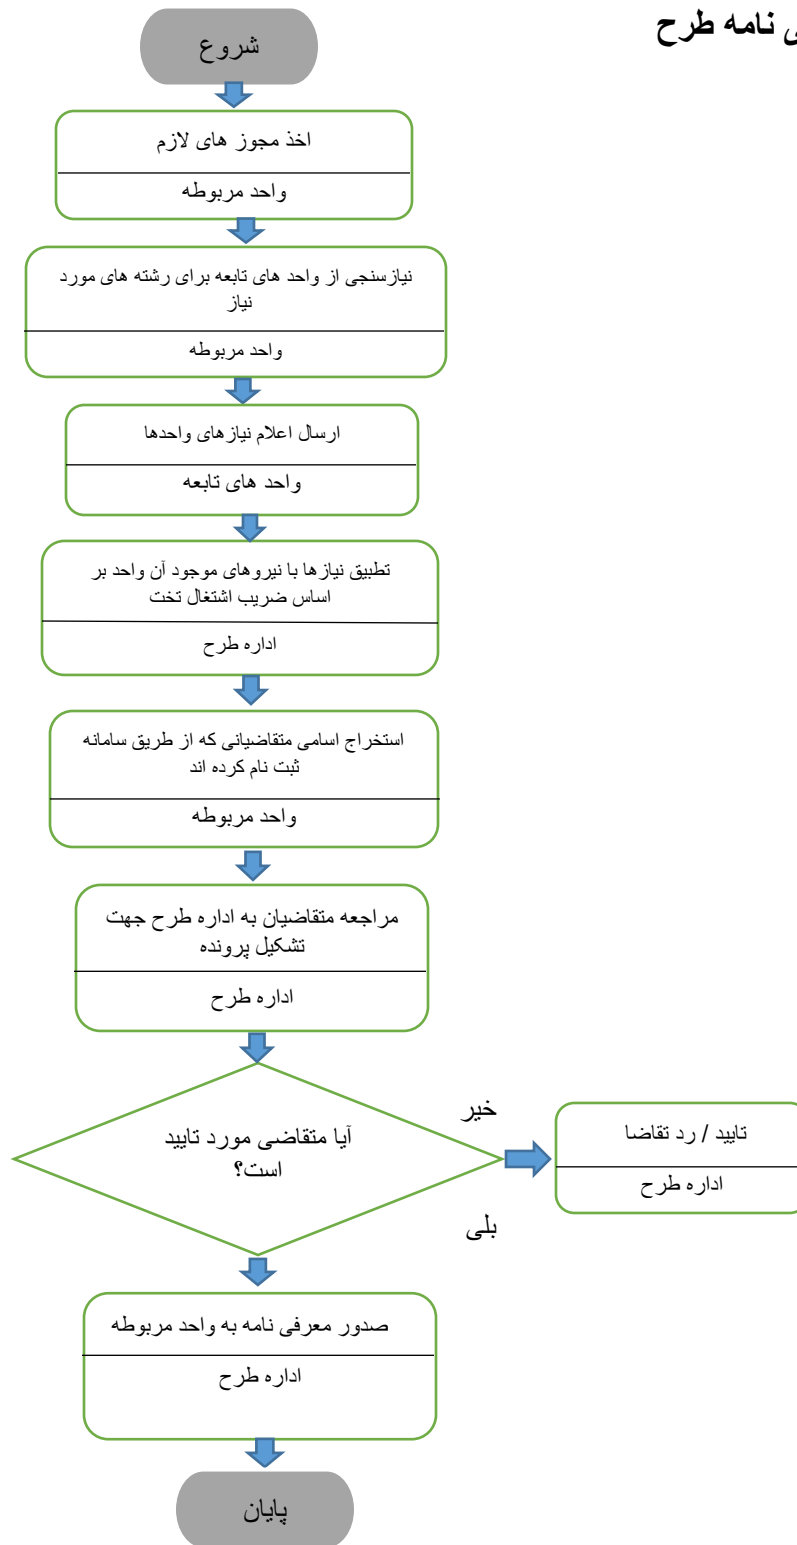 نامه طرح
شروع
اخذ مجوز های لازم
واحد مربوطه
نیازسنجی از واحد های تابعه برای رشته های مورد
نیاز
واحد مربوطه
ارسال اعلام نیازهای واحدها
واحد های تابعه
تطبیق نیازها با نیروهای موجود آن واحد بر
اساس ضریب اشتغال تخت
اداره طرح
استخراج اسامی متقاضیانی که از طریق سامانه
ثبت نام کرده اند
واحد مربوطه
مراجعه متقاضیان به اداره طرح جهت
تشکیل پرونده
اداره طرح
آیا متقاضی مورد تایید
است؟
خیر
تایید / رد تقاضا
اداره طرح
بلی
صدور معرفی نامه به واحد مربوطه
اداره طرح
پایان